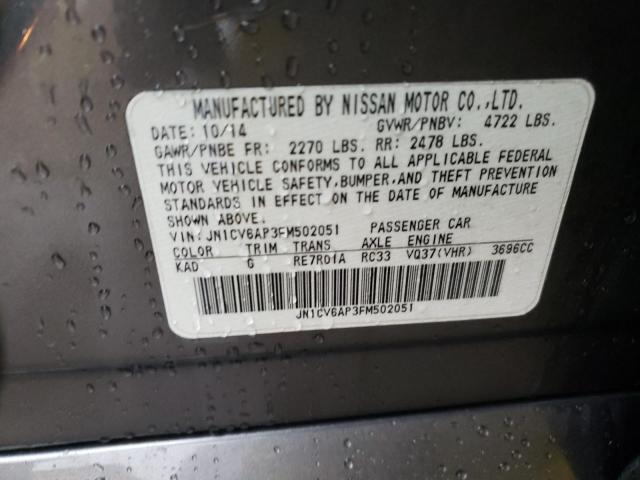 MANUFACTURED BY NISSAN MOTOR CO.,LTD.
DATE: 10/14 GVWR/PNBV: 4722 LBS.
GAWR/PNBE FR: 2270 LBS. RR: 2478 LBS.
THIS VEHICLE CONFORMS TO ALL APPLICABLE FEDERAL
MOTOR VEHICLE SAFETY,BUMPER,AND THEFT PREVENTION
STANDARDS IN EFFECT ON THE DATE OF MANUFACTURE
SHOWN ABOVE.
VIN: JN1CV6AP3FM502051 PASSENGER CAR
COLOR TRIM TRANS AXLE ENGINE
KAD G RE7R01A RC33 VQ37(VHR) 3696CC
JN1CV6AP3FM502051